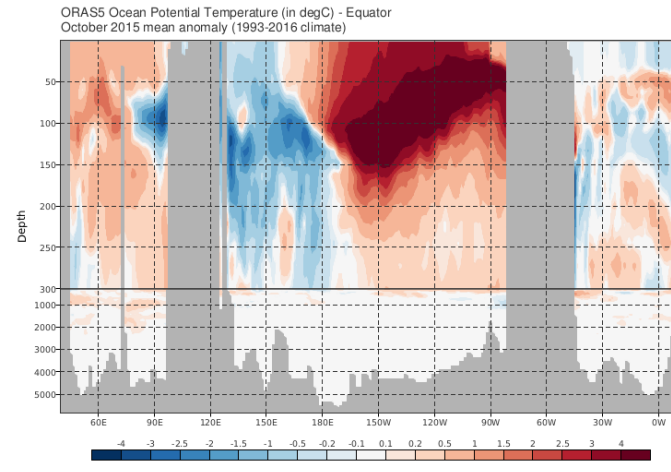 ORAS5 Ocean Potential Temperature (in degC) - Equator
October 2015 mean anomaly (1993-2016 climate)
Depth
50
100
150
200
250
300
1000
2000
3000
4000
5000
60E 90E 120E 150E 180E 150W 120W 90W 60W 30W 0W
-4 -3 -2.5 -2 -1.5 -1 -0.5 -0.2 -0.1 0.1 0.2 0.5 1 1.5 2 2.5 3 4